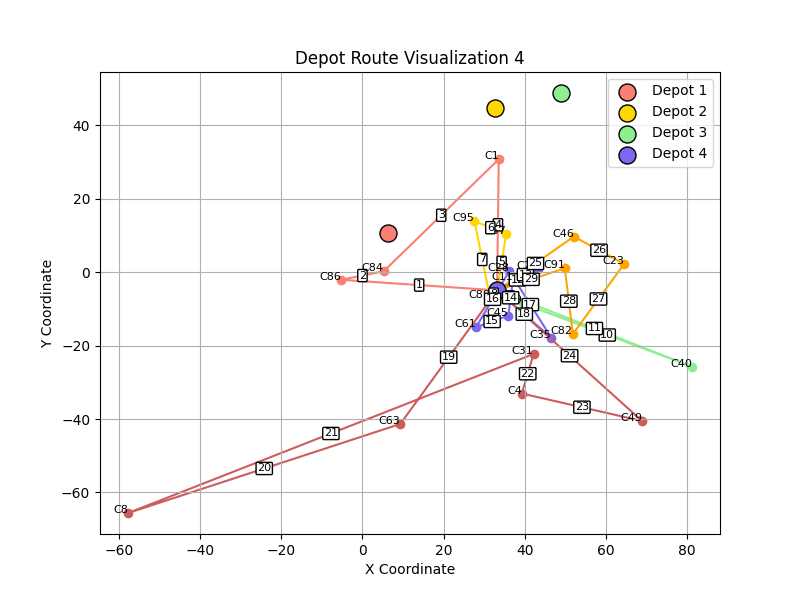 Depot Route Visualization 4
Depot 1
Depot 2
Depot 3
Depot 4
Y Coordinate
40
20
0
−20
−40
−60
C1
3
C95
6
4
C46
26
7
5
25
C23
C91
C86
2
C84
1
29
27
28
16
14
17
18
C61
15
C45
C35
C82
11
10
C31
24
19
C40
22
C4
23
C49
C63
21
20
C8
−60
−40
−20
0
20
40
60
80
X Coordinate